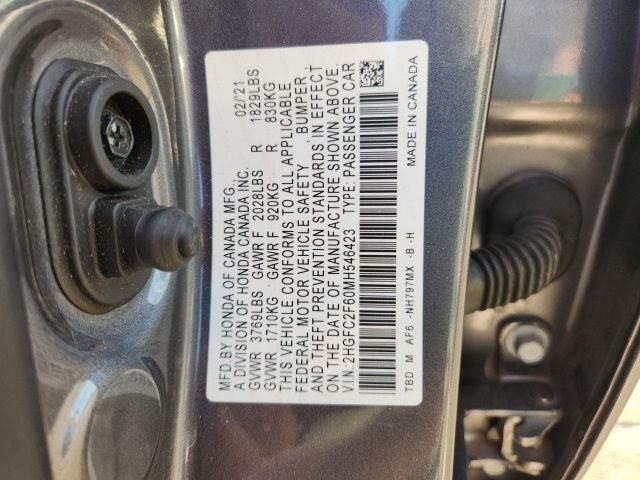 MFD BY HONDA OF CANADA MFG., 02/21
A DIVISION OF HONDA CANADA INC.
GVWR 3769LBS GAWR F 2028LBS R 1829LBS
GVWR 1710KG GAWR F 920KG R 830KG
THIS VEHICLE CONFORMS TO ALL APPLICABLE
FEDERAL MOTOR VEHICLE SAFETY, BUMPER,
AND THEFT PREVENTION STANDARDS IN EFFECT
ON THE DATE OF MANUFACTURE SHOWN ABOVE.
V.I.N.:2HGFC2F60MH546423 TYPE:PASSENGER CAR
TBD M AF6 -NH797MX -B -H MADE IN CANADA